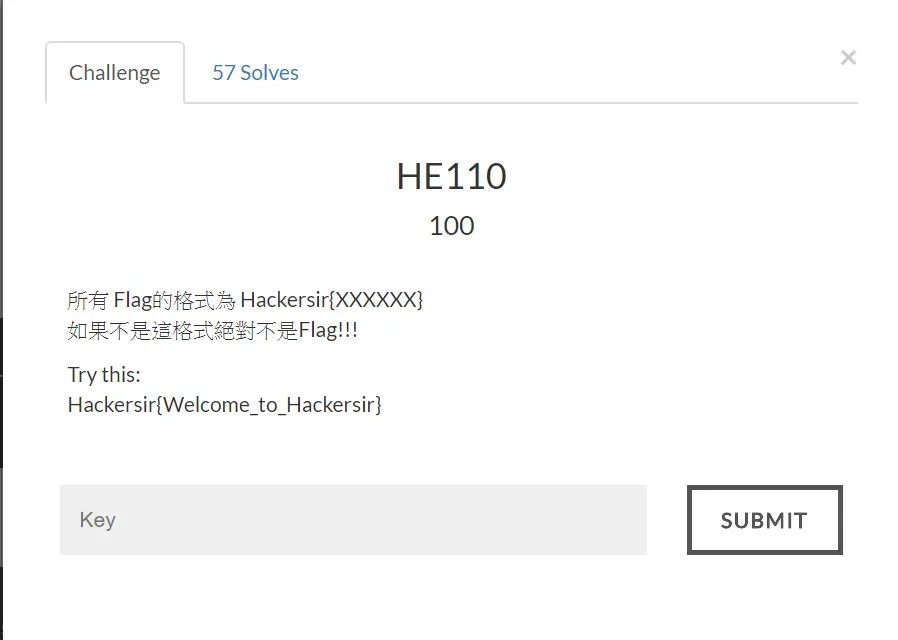 Challenge
57 Solves
×
HE110
100
所有 Flag的格式為 Hackersir{XXXXXX}
如果不是這格式絕對不是Flag!!!
Try this:
Hackersir{Welcome_to_Hackersir}
Key
SUBMIT